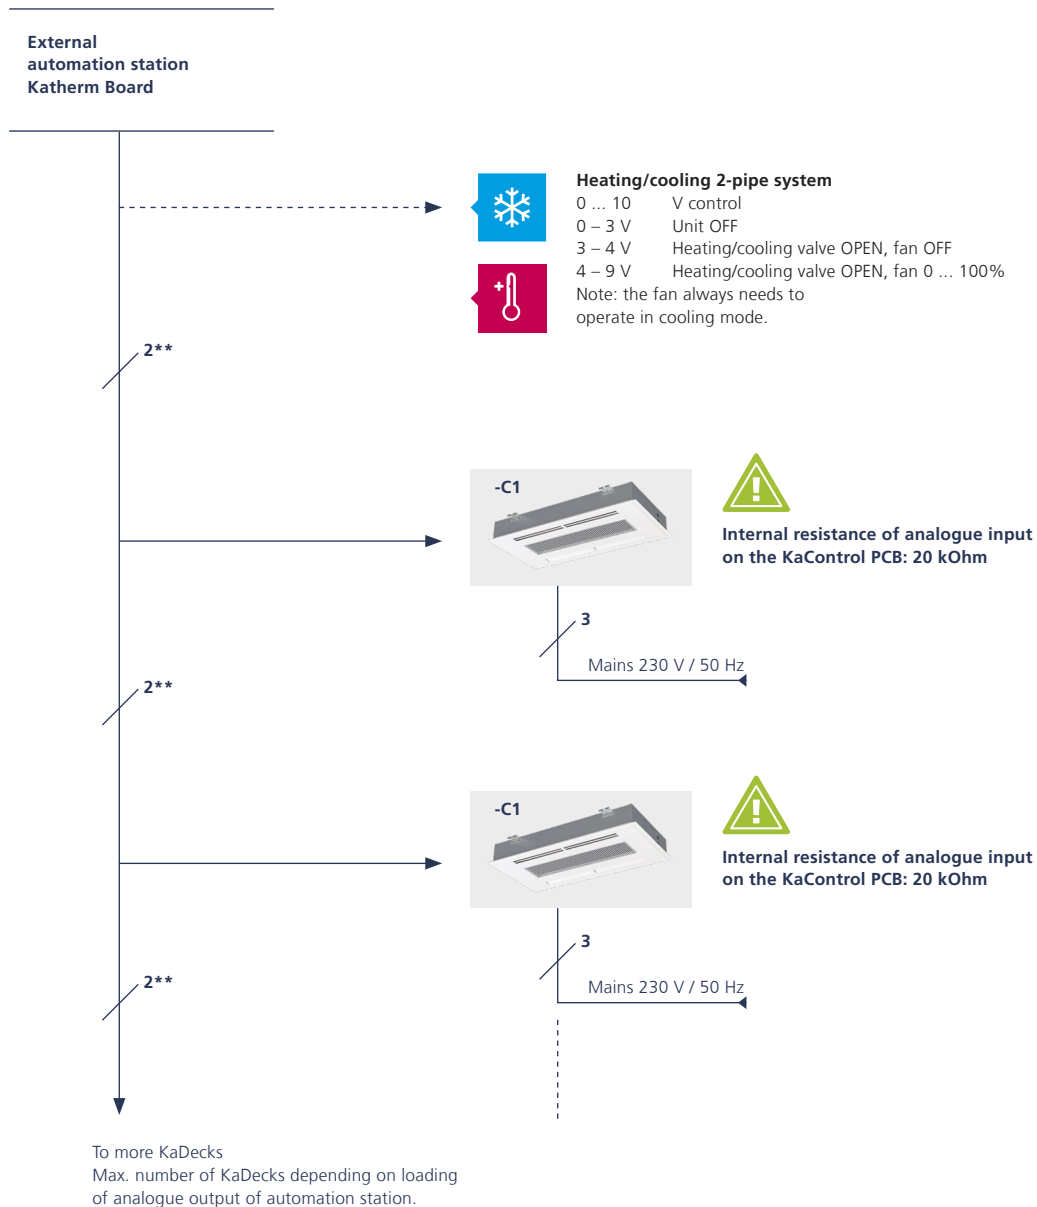 External
automation station
Katherm Board
Heating/cooling 2-pipe system
0 ... 10 V control
0 – 3 V Unit OFF
3 – 4 V Heating/cooling valve OPEN, fan OFF
4 – 9 V Heating/cooling valve OPEN, fan 0 ... 100%
Note: the fan always needs to
operate in cooling mode.
2**
-C1
Internal resistance of analogue input
on the KaControl PCB: 20 kOhm
3
Mains 230 V / 50 Hz
2**
-C1
Internal resistance of analogue input
on the KaControl PCB: 20 kOhm
3
Mains 230 V / 50 Hz
2**
To more KaDecks
Max. number of KaDecks depending on loading
of analogue output of automation station.